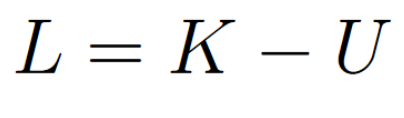 L = K − U